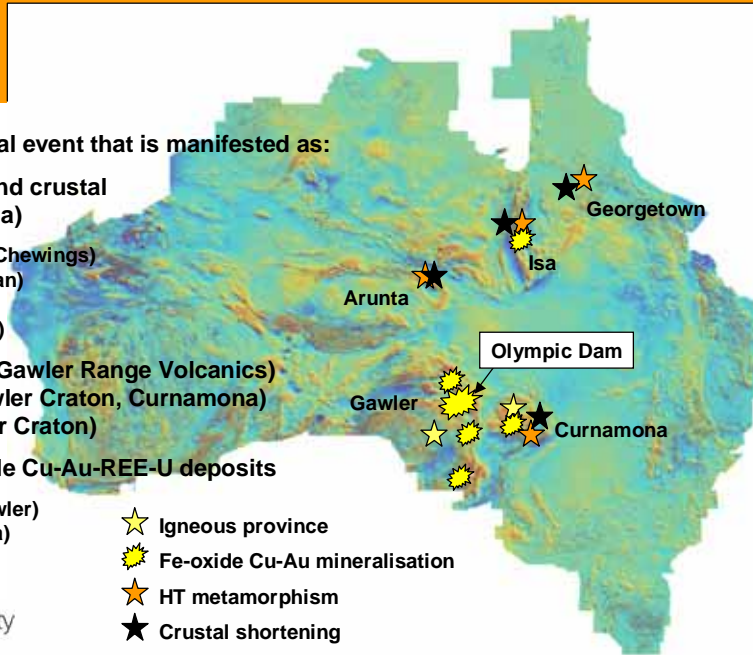 al event that is manifested as:
nd crustal
a)
Chewings)
an)
)
Gawler Range Volcanics)
ler Craton, Curnamona)
r Craton)
de Cu-Au-REE-U deposits
wler)
a)
ty
Georgetown
Isa
Arunta
Olympic Dam
Gawler
Curnamona
Igneous province
Fe-oxide Cu-Au mineralisation
HT metamorphism
Crustal shortening